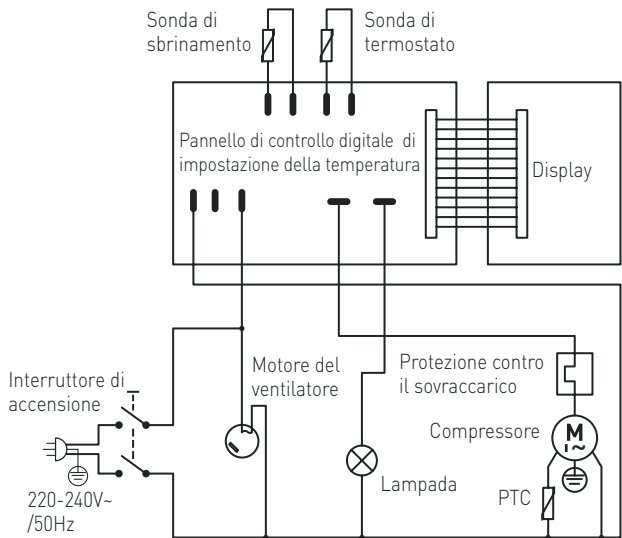 Sonda di
sbrinamento
Sonda di
termostato
Pannello di controllo digitale di
impostazione della temperatura
Display
Interruttore di
accensione
Motore del
ventilatore
Protezione contro
il sovraccarico
Compressore
M
1~
Lampada
PTC
220-240V~
/50Hz